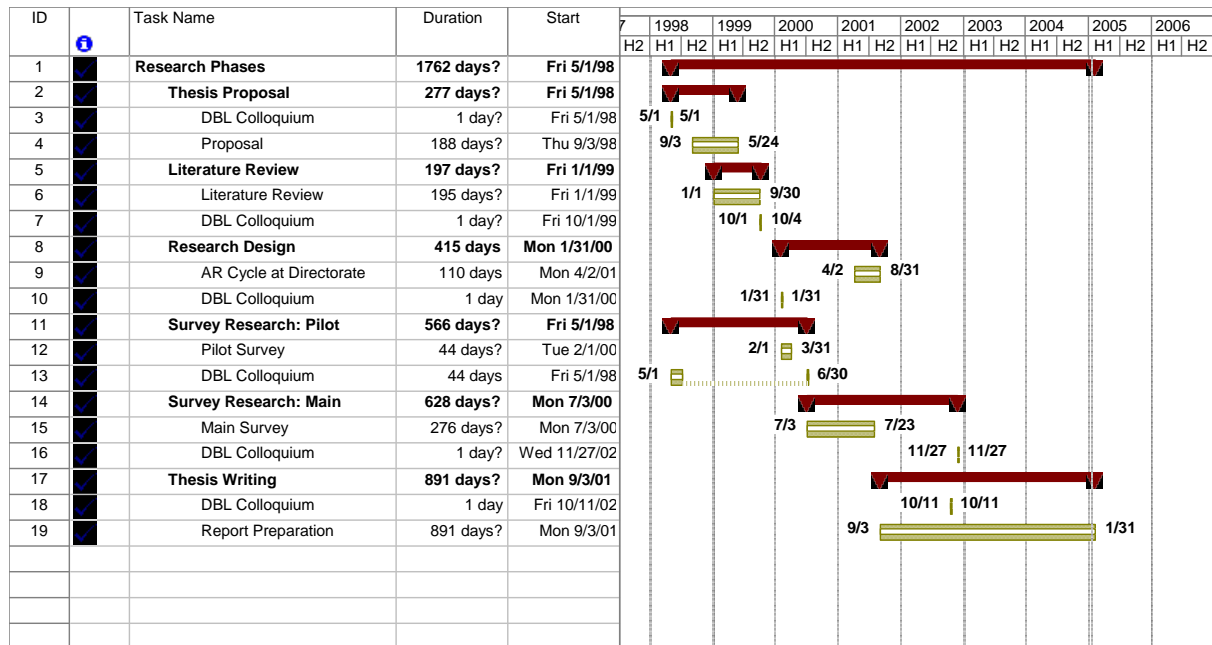 ID Task Name Duration Start 7 1998 1999 2000 2001 2002 2003 2004 2005 2006
i H2 H1 H2 H1 H2 H1 H2 H1 H2 H1 H2 H1 H2 H1 H2 H1 H2 H1 H2
1 Research Phases 1762 days? Fri 5/1/98
2 Thesis Proposal 277 days? Fri 5/1/98
3 DBL Colloquium 1 day? Fri 5/1/98 5/1 5/1
4 Proposal 188 days? Thu 9/3/98 9/3 5/24
5 Literature Review 197 days? Fri 1/1/99
6 Literature Review 195 days? Fri 1/1/99 1/1 9/30
7 DBL Colloquium 1 day? Fri 10/1/99 10/1 10/4
8 Research Design 415 days Mon 1/31/00
9 AR Cycle at Directorate 110 days Mon 4/2/01 4/2 8/31
10 DBL Colloquium 1 day Mon 1/31/00 1/31 1/31
11 Survey Research: Pilot 566 days? Fri 5/1/98
12 Pilot Survey 44 days? Tue 2/1/00 2/1 3/31
13 DBL Colloquium 44 days Fri 5/1/98 5/1 6/30
14 Survey Research: Main 628 days? Mon 7/3/00
15 Main Survey 276 days? Mon 7/3/00 7/3 7/23
16 DBL Colloquium 1 day? Wed 11/27/02 11/27 11/27
17 Thesis Writing 891 days? Mon 9/3/01
18 DBL Colloquium 1 day Fri 10/11/02 10/11 10/11
19 Report Preparation 891 days? Mon 9/3/01 9/3 1/31